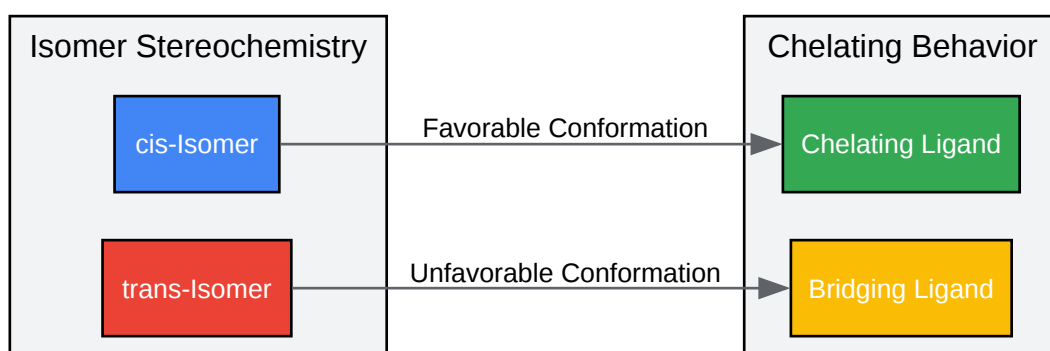 Isomer Stereochemistry
Chelating Behavior
cis-Isomer
Favorable Conformation
Chelating Ligand
trans-Isomer
Unfavorable Conformation
Bridging Ligand